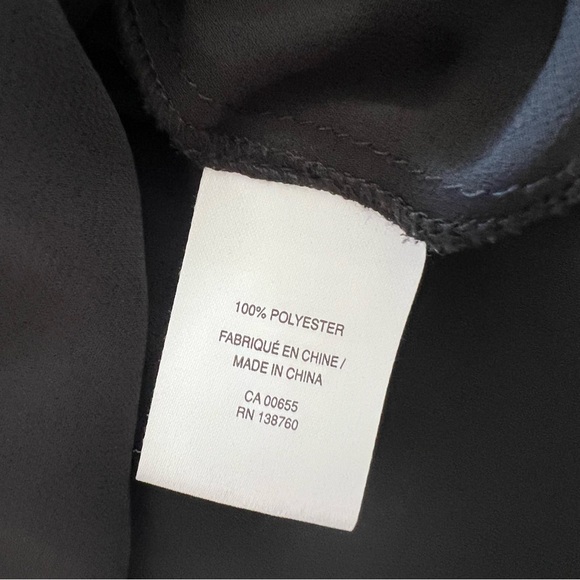 100% POLYESTER
FABRIQUÉ EN CHINE /
MADE IN CHINA
CA 00655
RN 138760